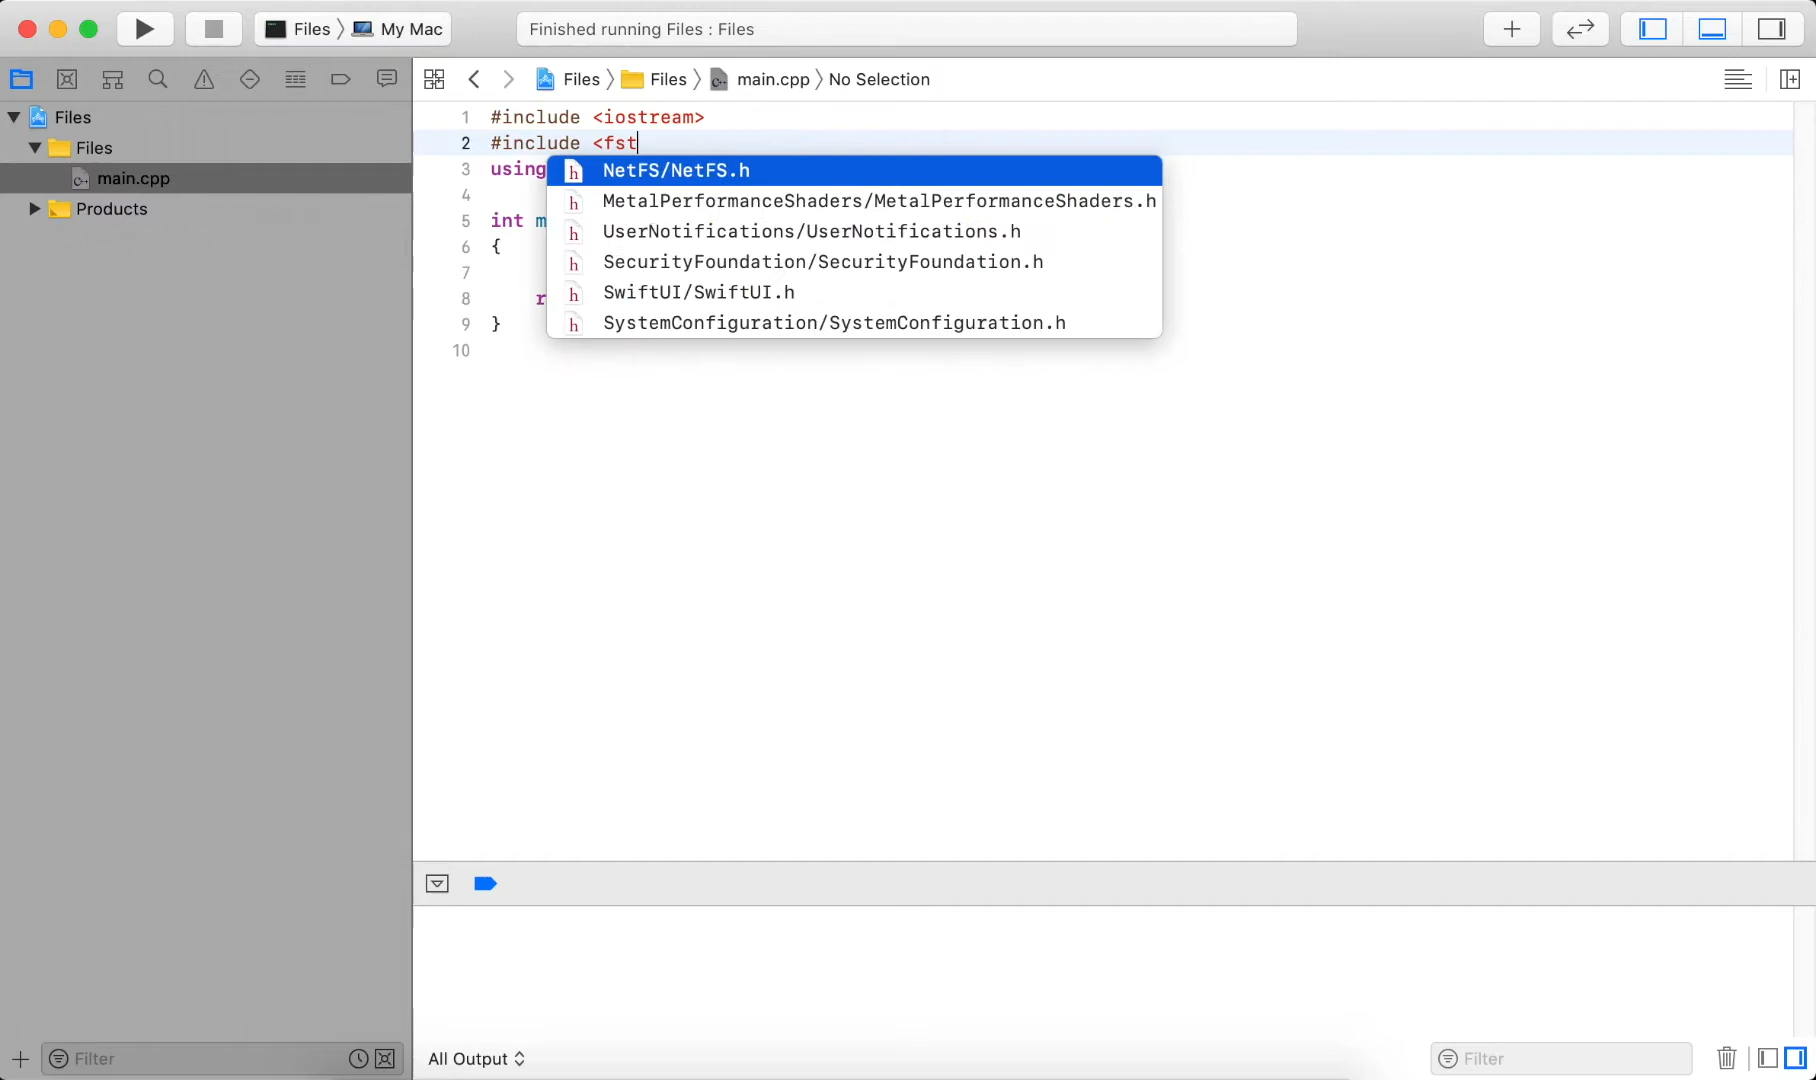 Files
My Mac
Finished running Files : Files
Files
Files
main.cpp
Products
Files
Files
main.cpp
No Selection
1 #include <iostream>
2 #include <fst
3 using
4
5 int m
6 {
7
8 r
9 }
10
h NetFS/NetFS.h
h MetalPerformanceShaders/MetalPerformanceShaders.h
h UserNotifications/UserNotifications.h
h SecurityFoundation/SecurityFoundation.h
h SwiftUI/SwiftUI.h
h SystemConfiguration/SystemConfiguration.h
Filter
All Output
Filter